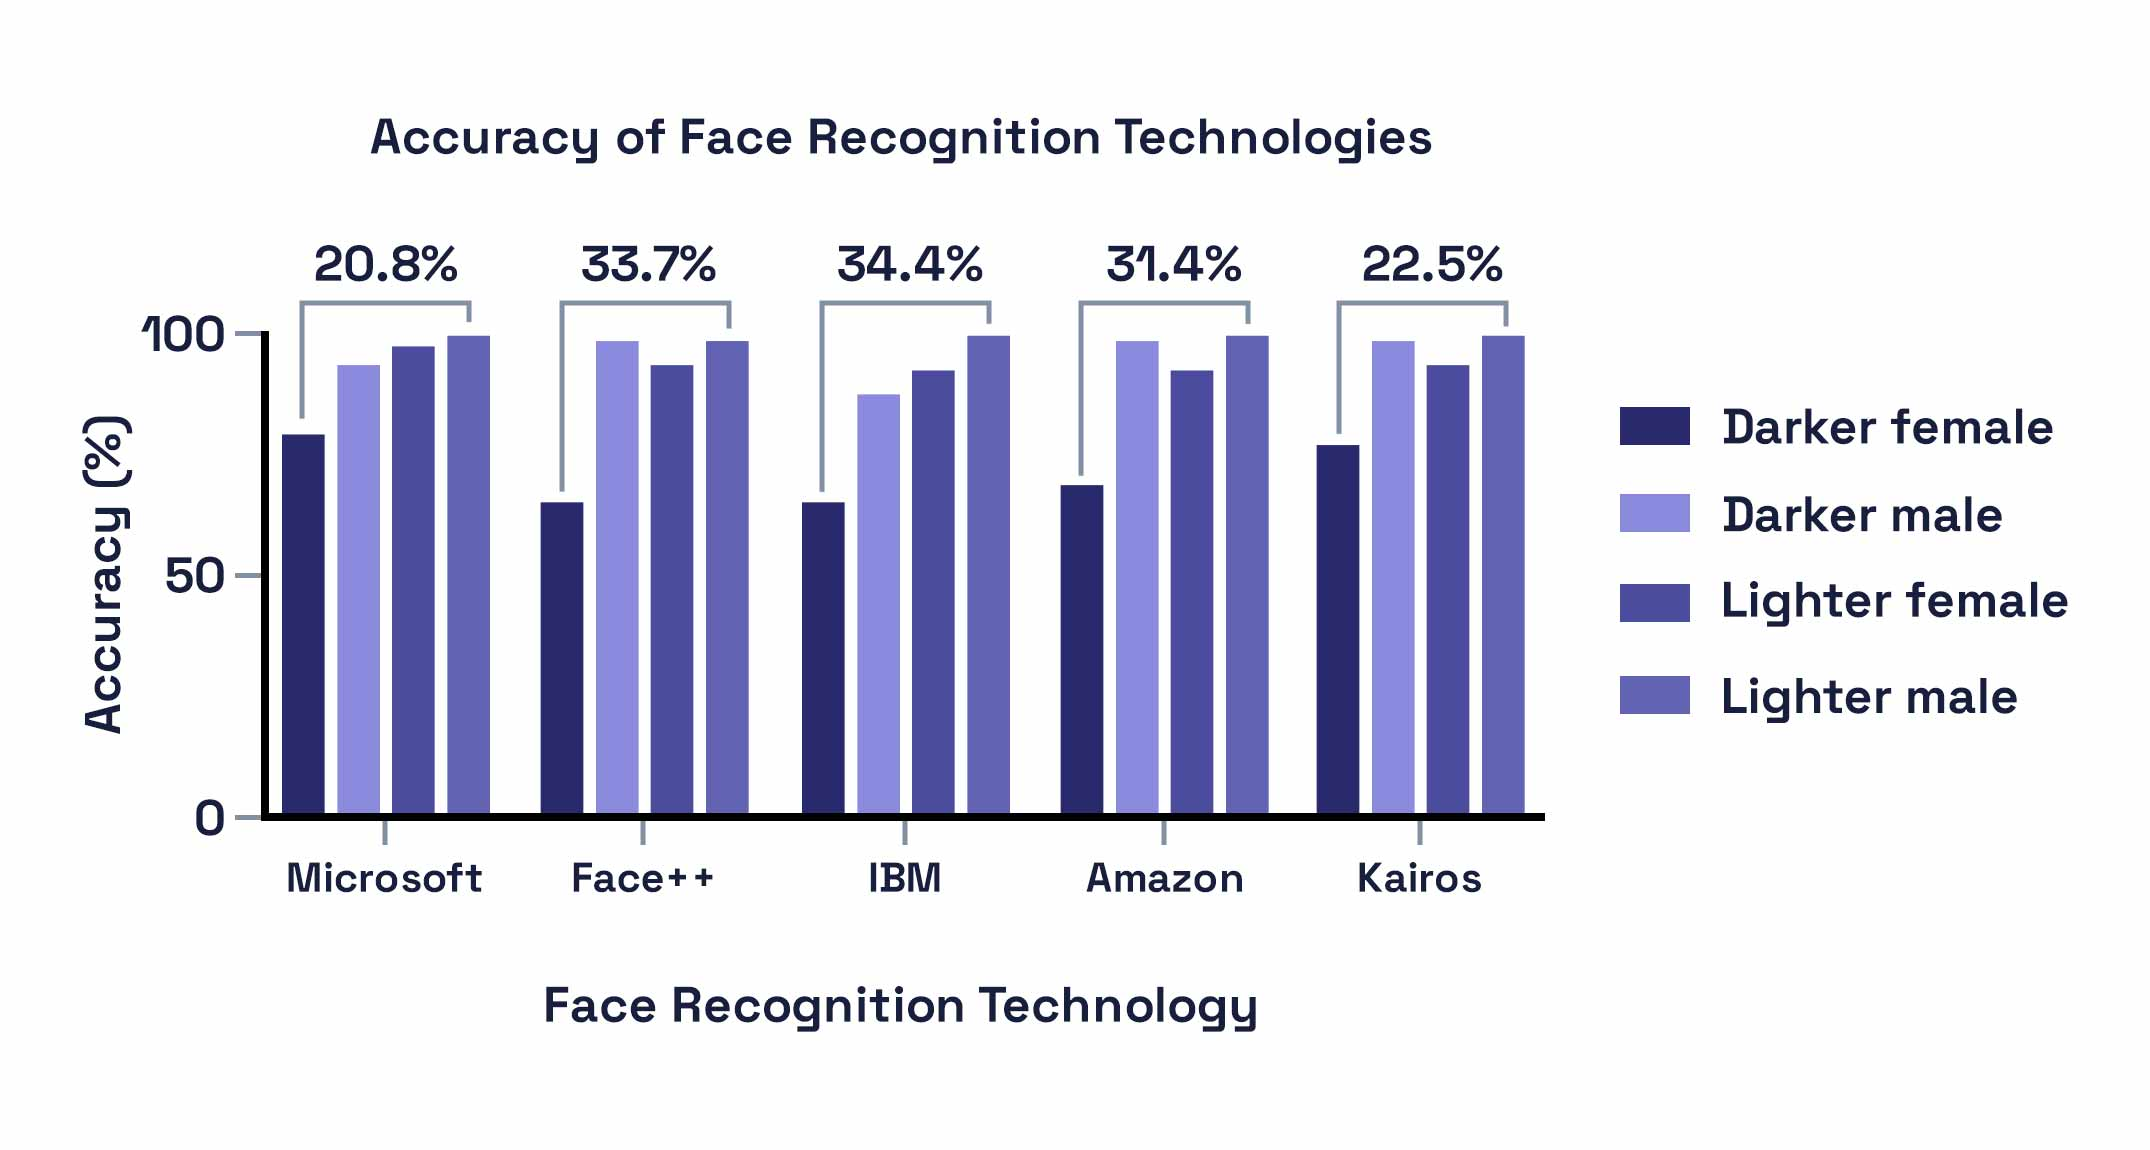 Accuracy of Face Recognition Technologies
20.8% 33.7% 34.4% 31.4% 22.5%
Accuracy (%)
100
50
0
Microsoft Face++ IBM Amazon Kairos
Face Recognition Technology
Darker female
Darker male
Lighter female
Lighter male